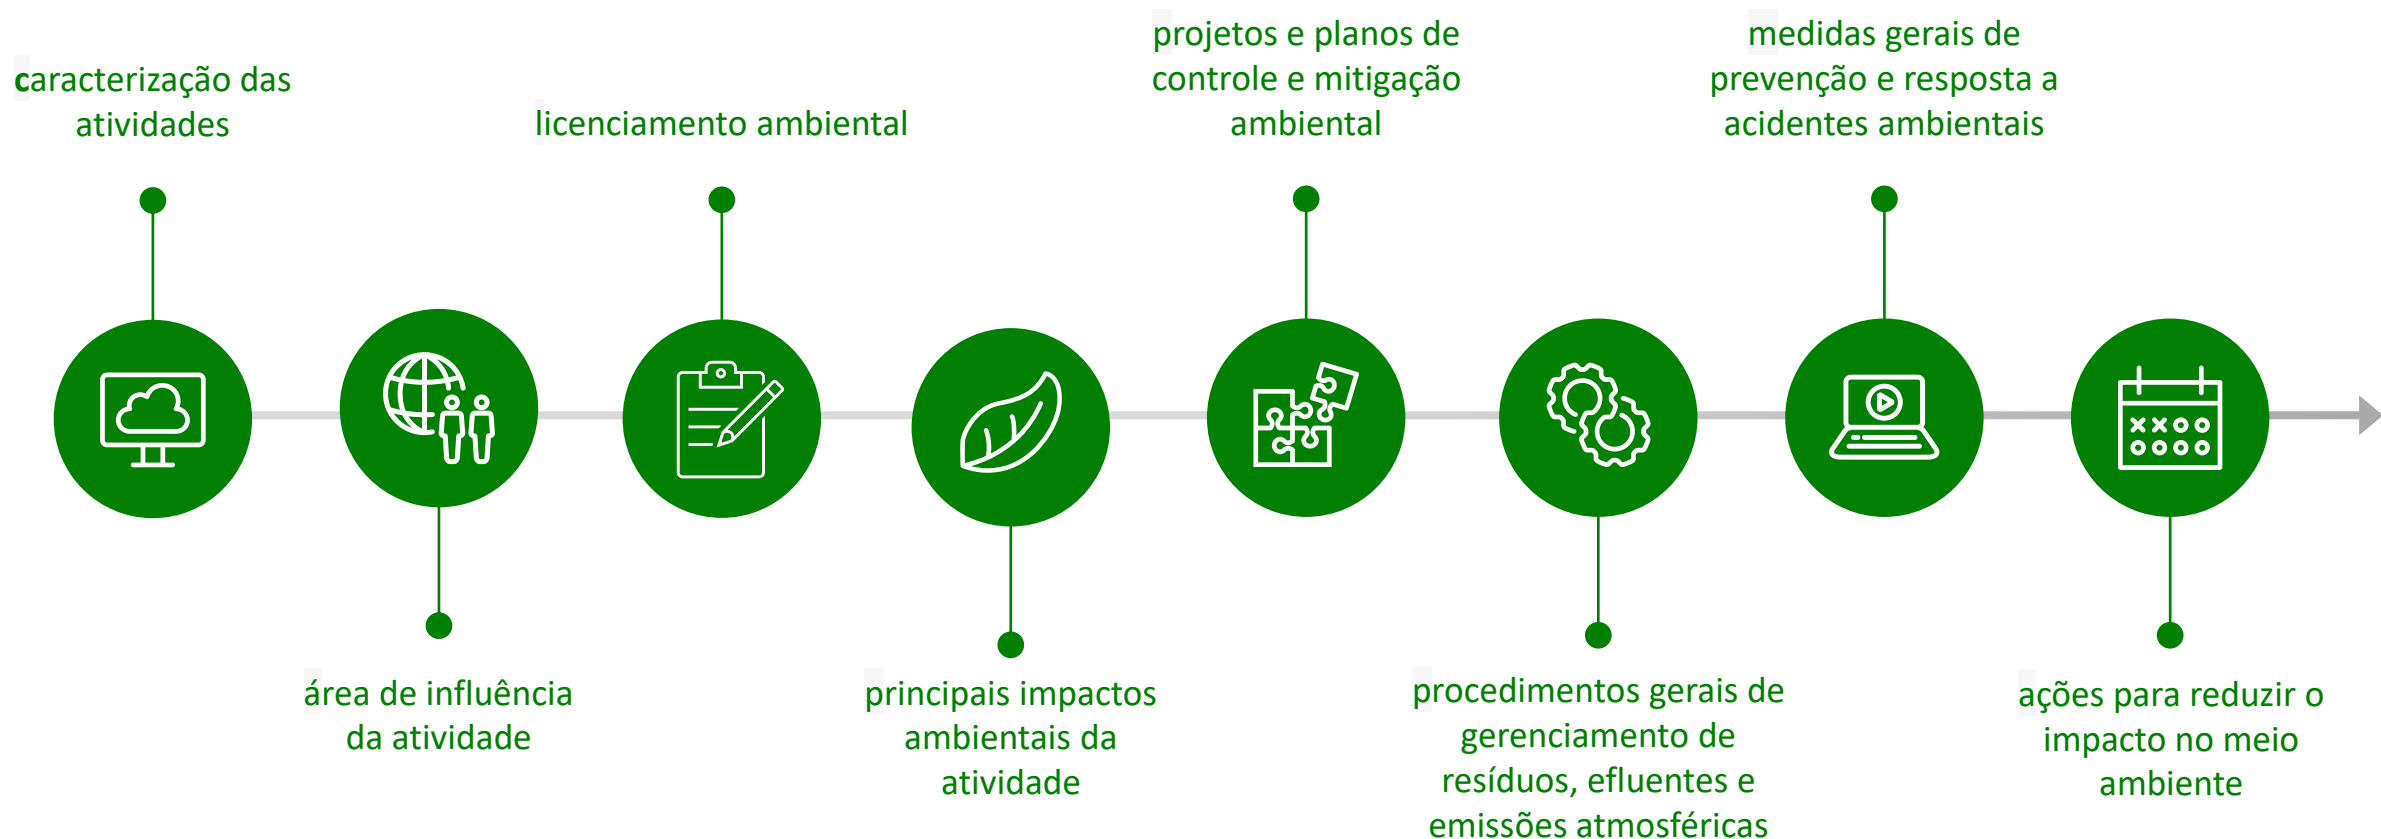 caracterização das
atividades
área de influência
da atividade
licenciamento ambiental
principais impactos
ambientais da
atividade
projetos e planos de
controle e mitigação
ambiental
procedimentos gerais de
gerenciamento de
resíduos, efluentes e
emissões atmosféricas
medidas gerais de
prevenção e resposta a
acidentes ambientais
ações para reduzir o
impacto no meio
ambiente